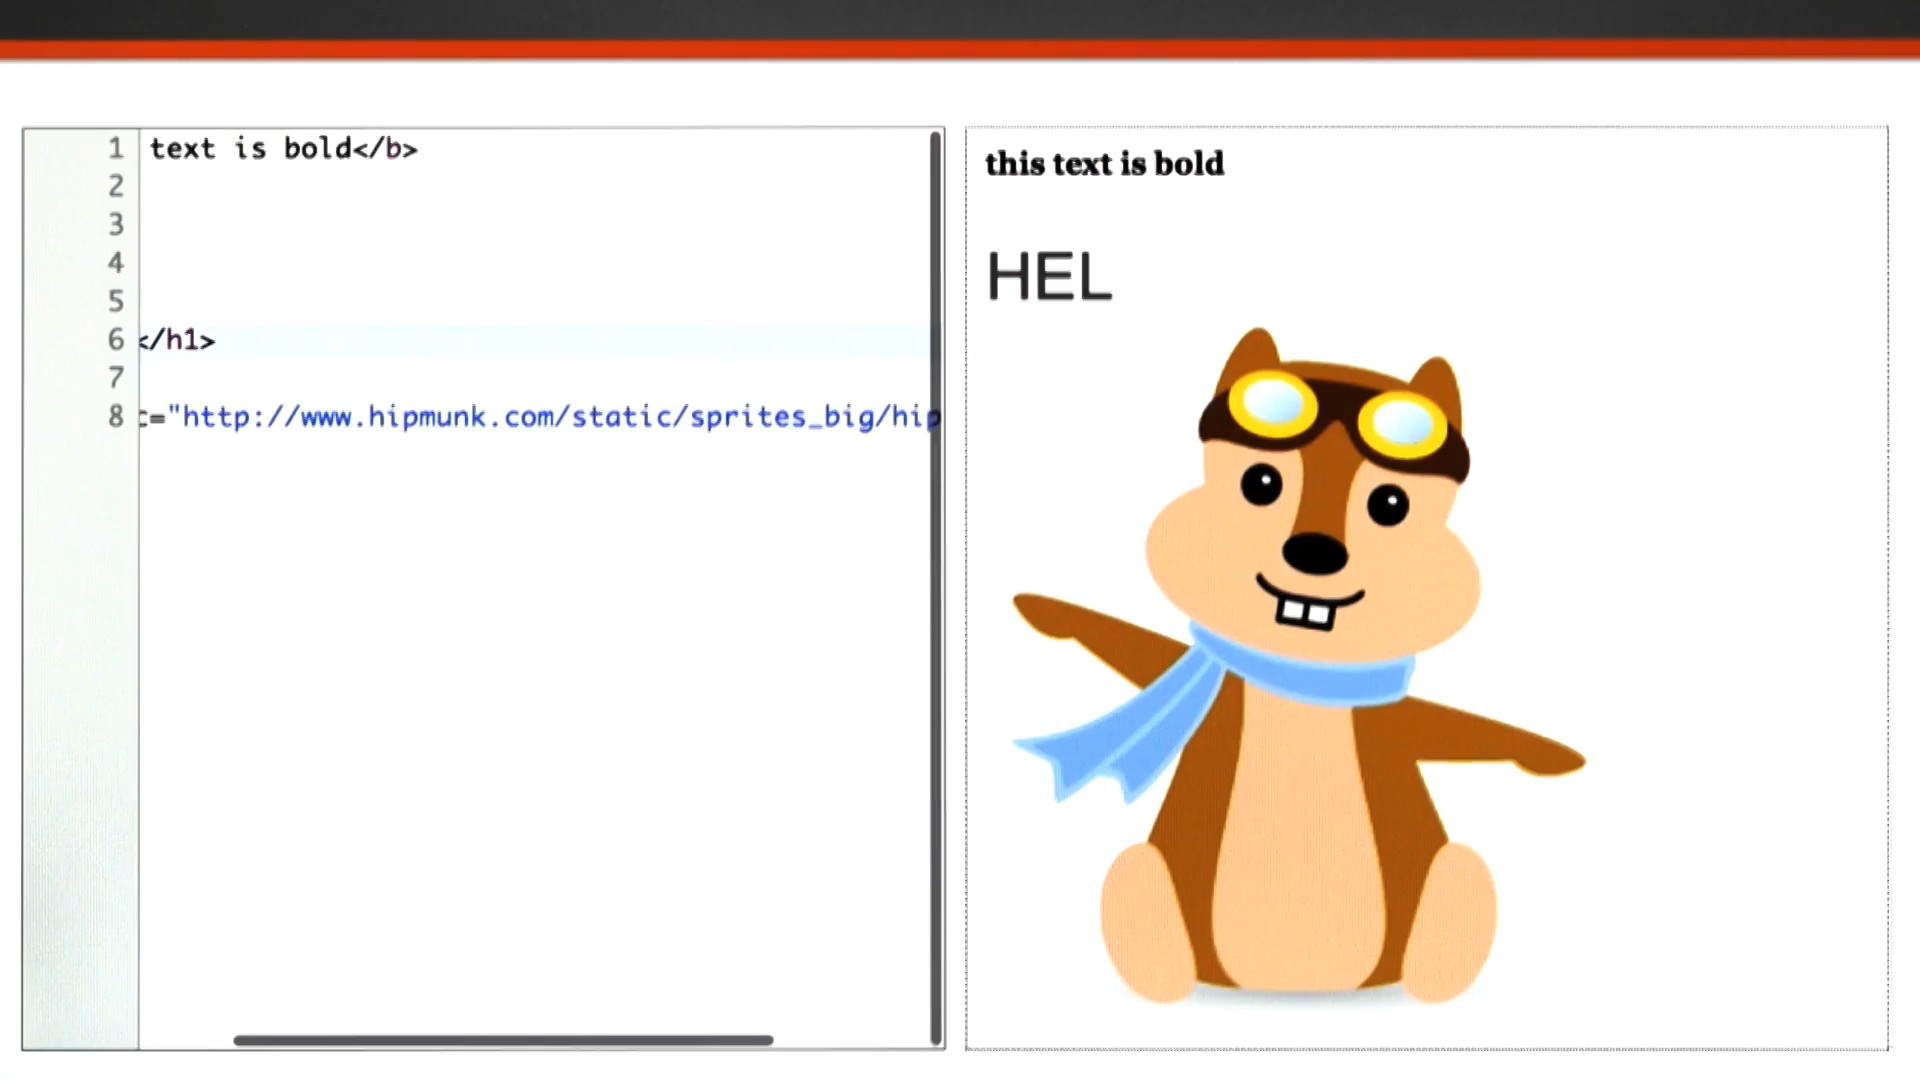 1 text is bold</b>
2
3
4
5
6 </h1>
7
8 c="http://www.hipmunk.com/static/sprites_big/hip
this text is bold
HEL